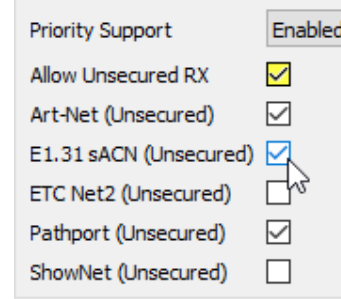 Priority Support Enabled
Allow Unsecured RX
Art-Net (Unsecured)
E1.31 sACN (Unsecured)
ETC Net2 (Unsecured)
Pathport (Unsecured)
ShowNet (Unsecured)